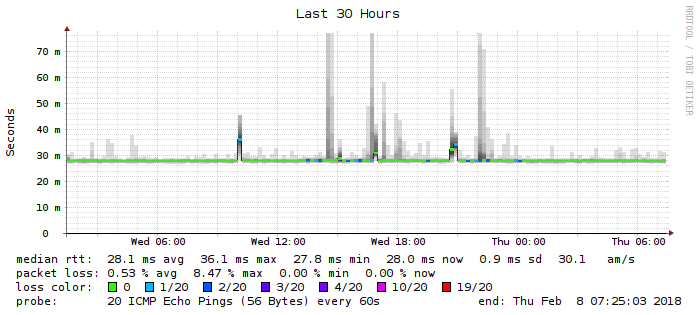 Last 30 Hours
RRDTOOL / TOBI OETIKER
Seconds
70 m
60 m
50 m
40 m
30 m
20 m
10 m
0
Wed 06:00 Wed 12:00 Wed 18:00 Thu 00:00 Thu 06:00
median rtt: 28.1 ms avg 36.1 ms max 27.8 ms min 28.0 ms now 0.9 ms sd 30.1 am/s
packet loss: 0.53 % avg 8.47 % max 0.00 % min 0.00 % now
loss color: 0 1/20 2/20 3/20 4/20 10/20 19/20
probe: 20 ICMP Echo Pings (56 Bytes) every 60s end: Thu Feb 8 07:25:03 2018